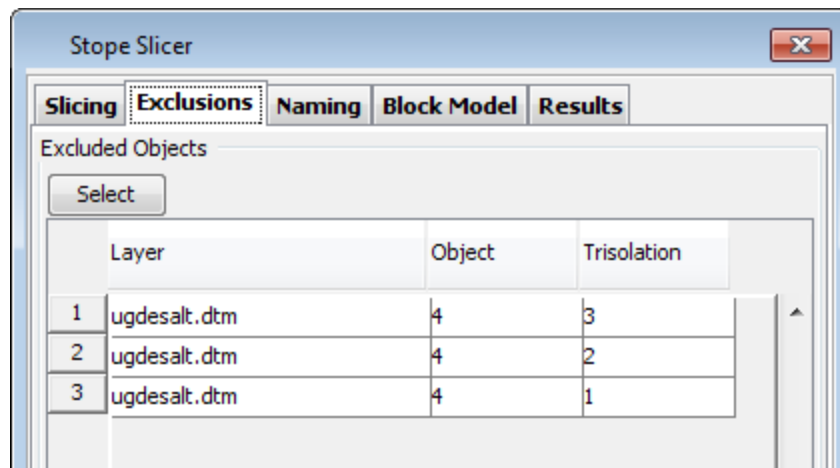 Stope Slicer
Slicing Exclusions Naming Block Model Results
Excluded Objects
Select
Layer Object Trisolation
1 ugdesalt.dtm 4 3
2 ugdesalt.dtm 4 2
3 ugdesalt.dtm 4 1